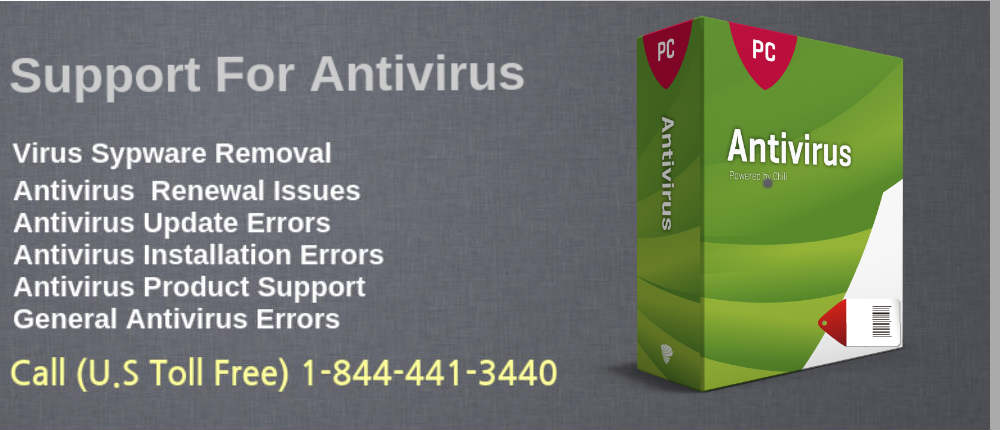 Support For Antivirus
Virus Sypware Removal
Antivirus  Renewal Issues
Antivirus Update Errors
Antivirus Installation Errors
Antivirus Product Support
General Antivirus Errors
Call (U.S Toll Free) 1-844-441-3440
PC
Antivirus
PC
Antivirus
Powered by Chili